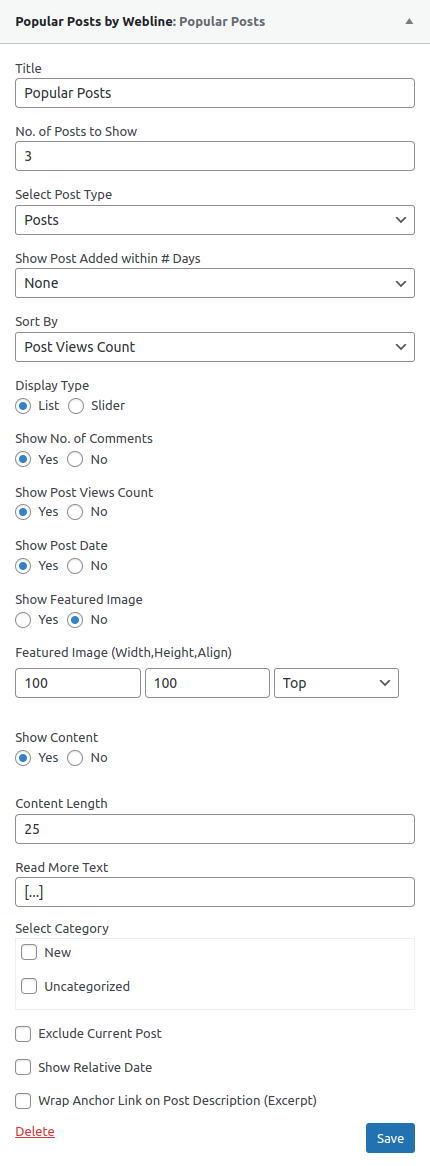 Popular Posts by Webline: Popular Posts
Title
Popular Posts
No. of Posts to Show
3
Select Post Type
Posts
Show Post Added within # Days
None
Sort By
Post Views Count
Display Type
List Slider
Show No. of Comments
Yes No
Show Post Views Count
Yes No
Show Post Date
Yes No
Show Featured Image
Yes No
Featured Image (Width,Height,Align)
100 100 Top
Show Content
Yes No
Content Length
25
Read More Text
[...]
Select Category
New
Uncategorized
Exclude Current Post
Show Relative Date
Wrap Anchor Link on Post Description (Excerpt)
Delete Save